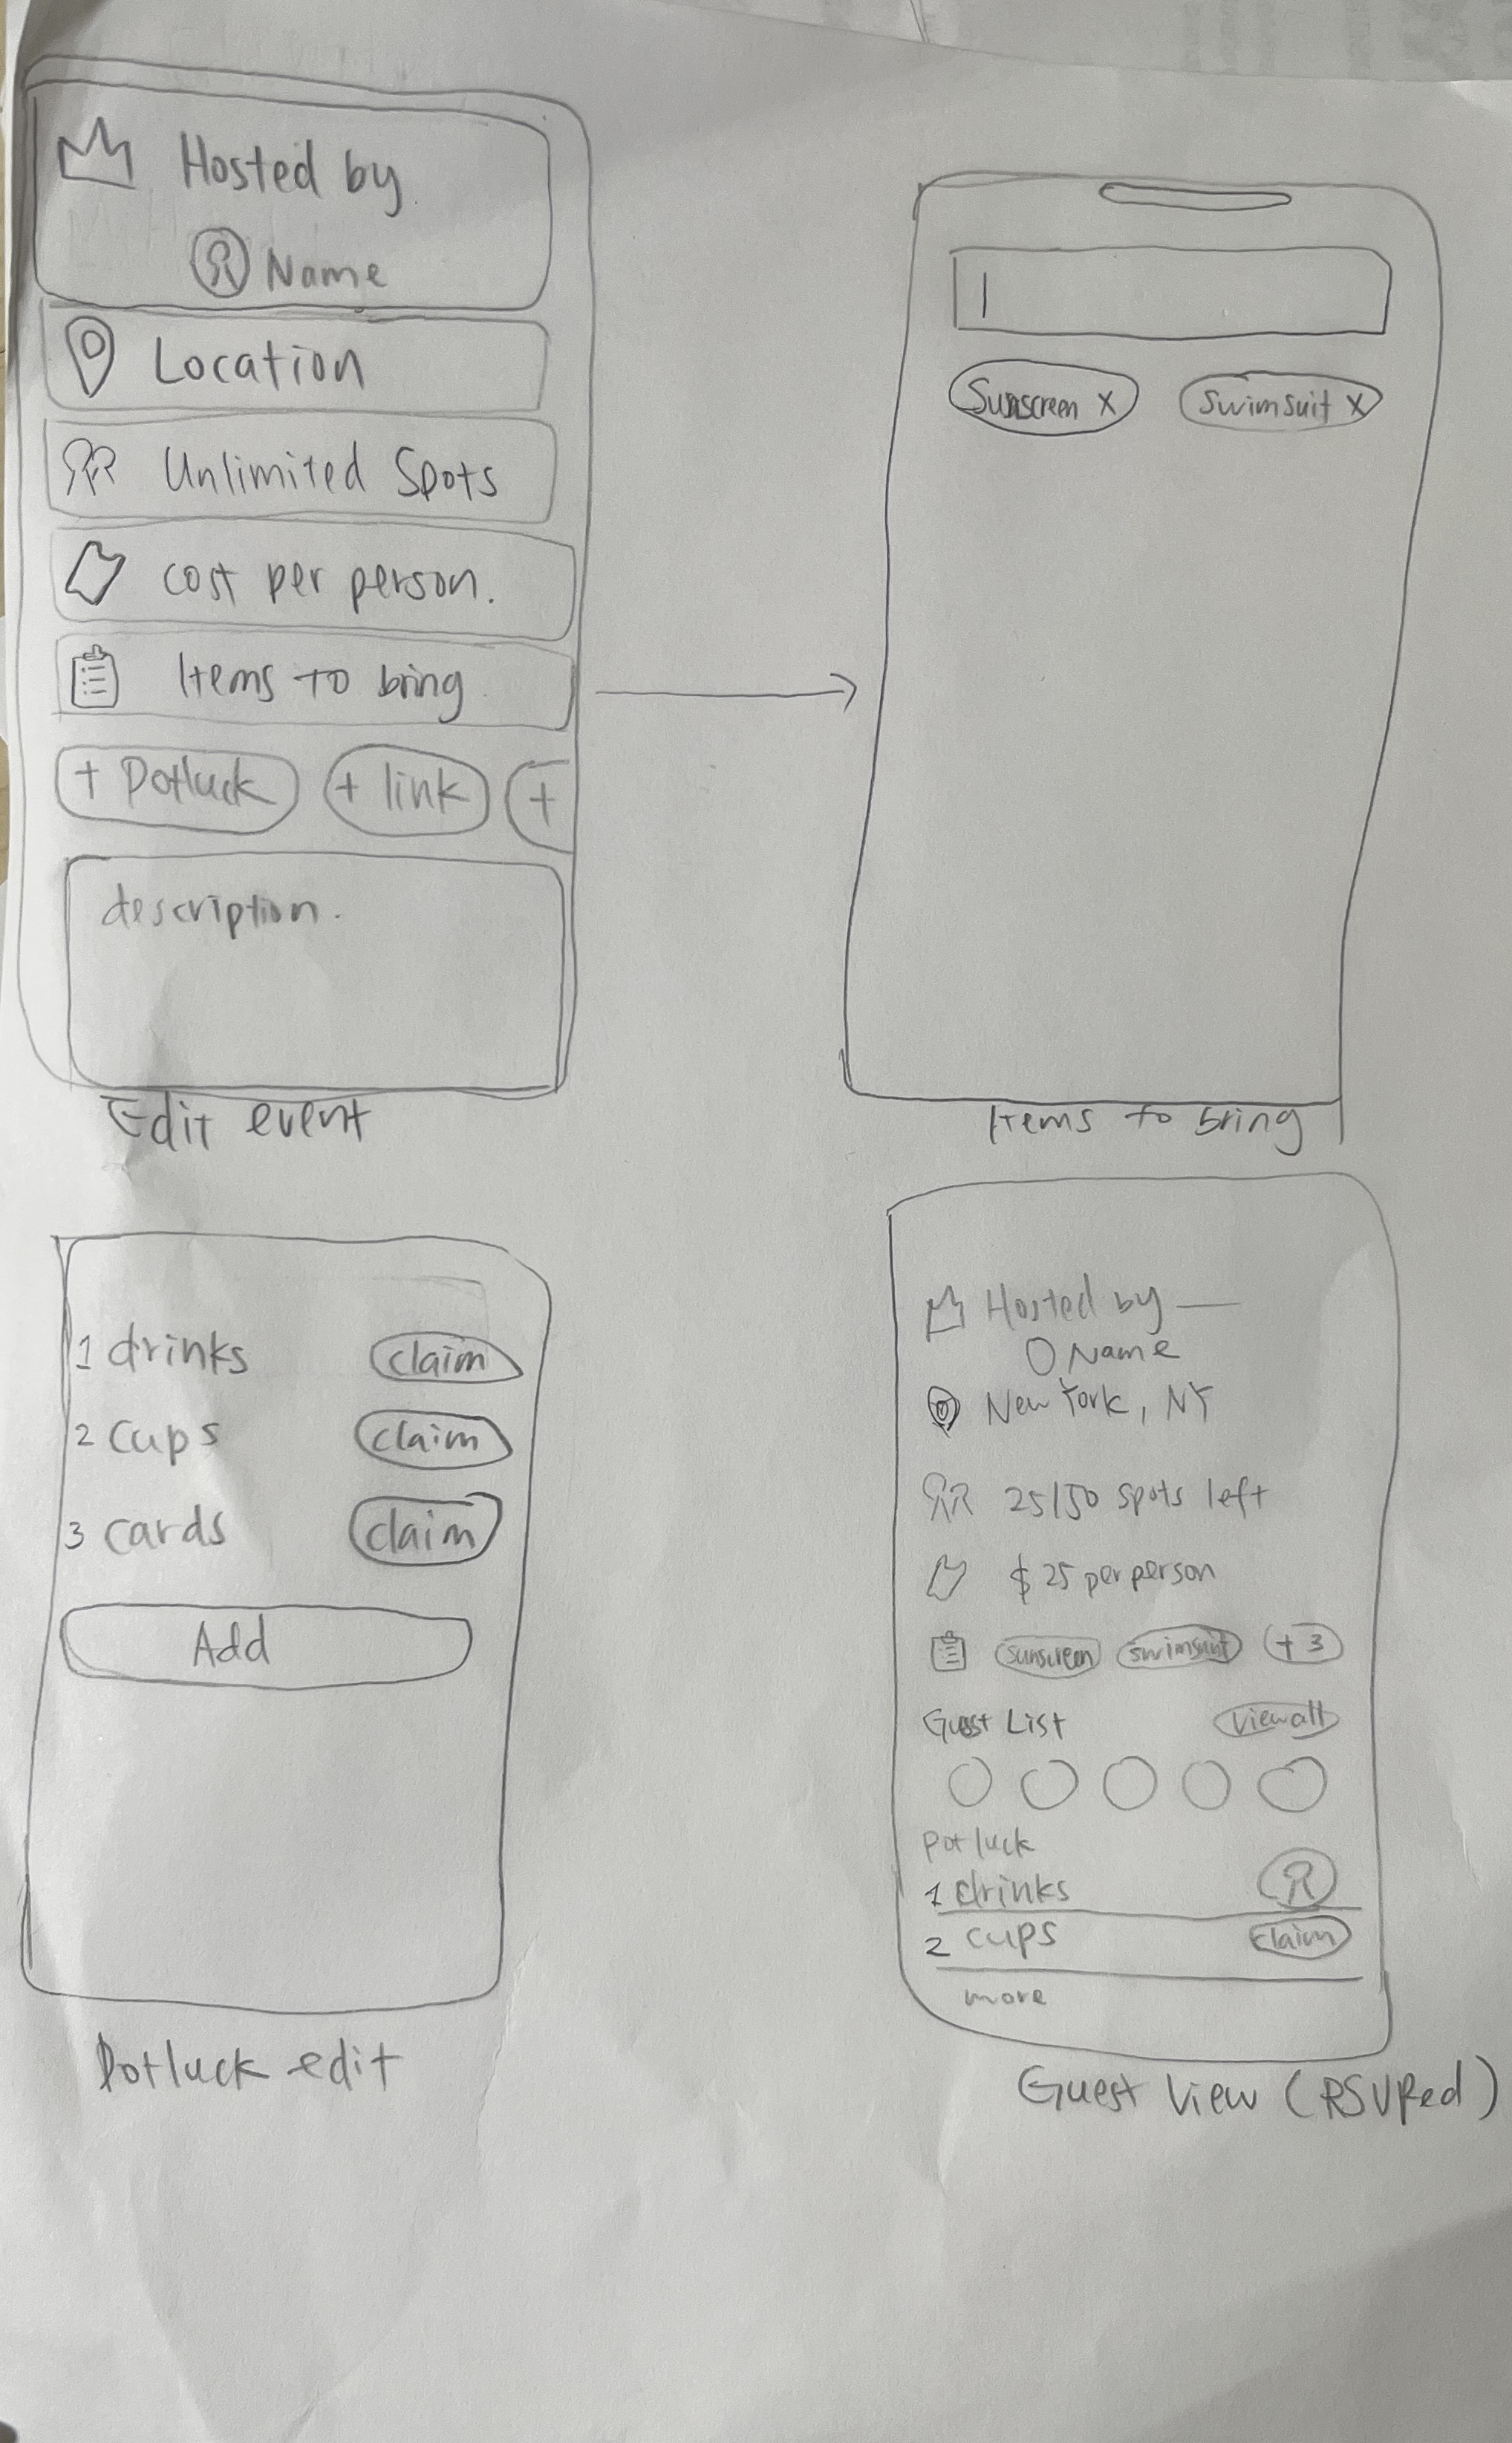 Hosted by
Name
Location
Unlimited Spots
cost per person.
Items to bring
+ Potluck + link +
description.
Edit event
Sunscreen X Swimsuit X
Items to bring
1 drinks claim
2 cups claim
3 cards claim
Add
Potluck edit
Hosted by —
Name
New York, NY
25/50 spots left
$25 per person
sunscreen swimsuit +3
Guest List View all
Potluck
1 drinks
2 cups claim
more
Guest View (RSVPed)